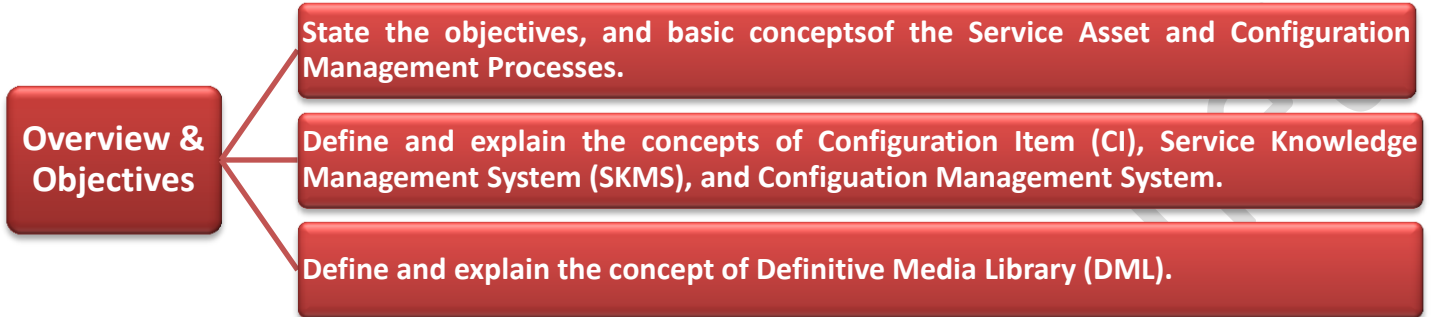 Overview &
Objectives
State the objectives, and basic conceptsof the Service Asset and Configuration
Management Processes.
Define and explain the concepts of Configuration Item (CI), Service Knowledge
Management System (SKMS), and Configuation Management System.
Define and explain the concept of Definitive Media Library (DML).